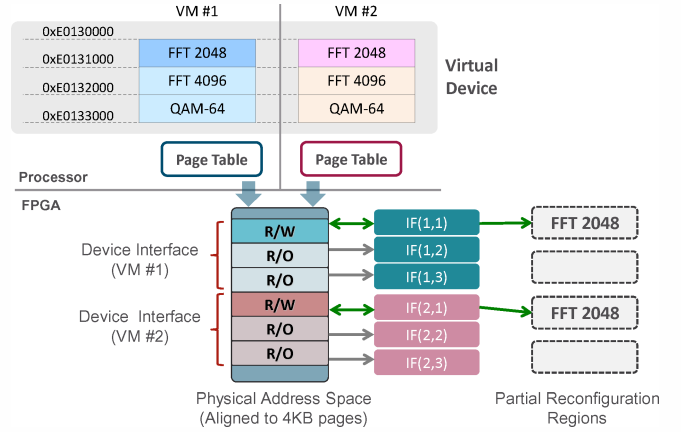 VM #1
VM #2
0xE0130000
0xE0131000
0xE0132000
0xE0133000
FFT 2048
FFT 4096
QAM-64
FFT 2048
FFT 4096
QAM-64
Virtual
Device
Page Table
Page Table
Processor
FPGA
Device Interface
(VM #1)
Device Interface
(VM #2)
R/W
R/O
R/O
R/W
R/O
R/O
IF(1,1)
IF(1,2)
IF(1,3)
IF(2,1)
IF(2,2)
IF(2,3)
FFT 2048
FFT 2048
Physical Address Space
(Aligned to 4KB pages)
Partial Reconfiguration
Regions